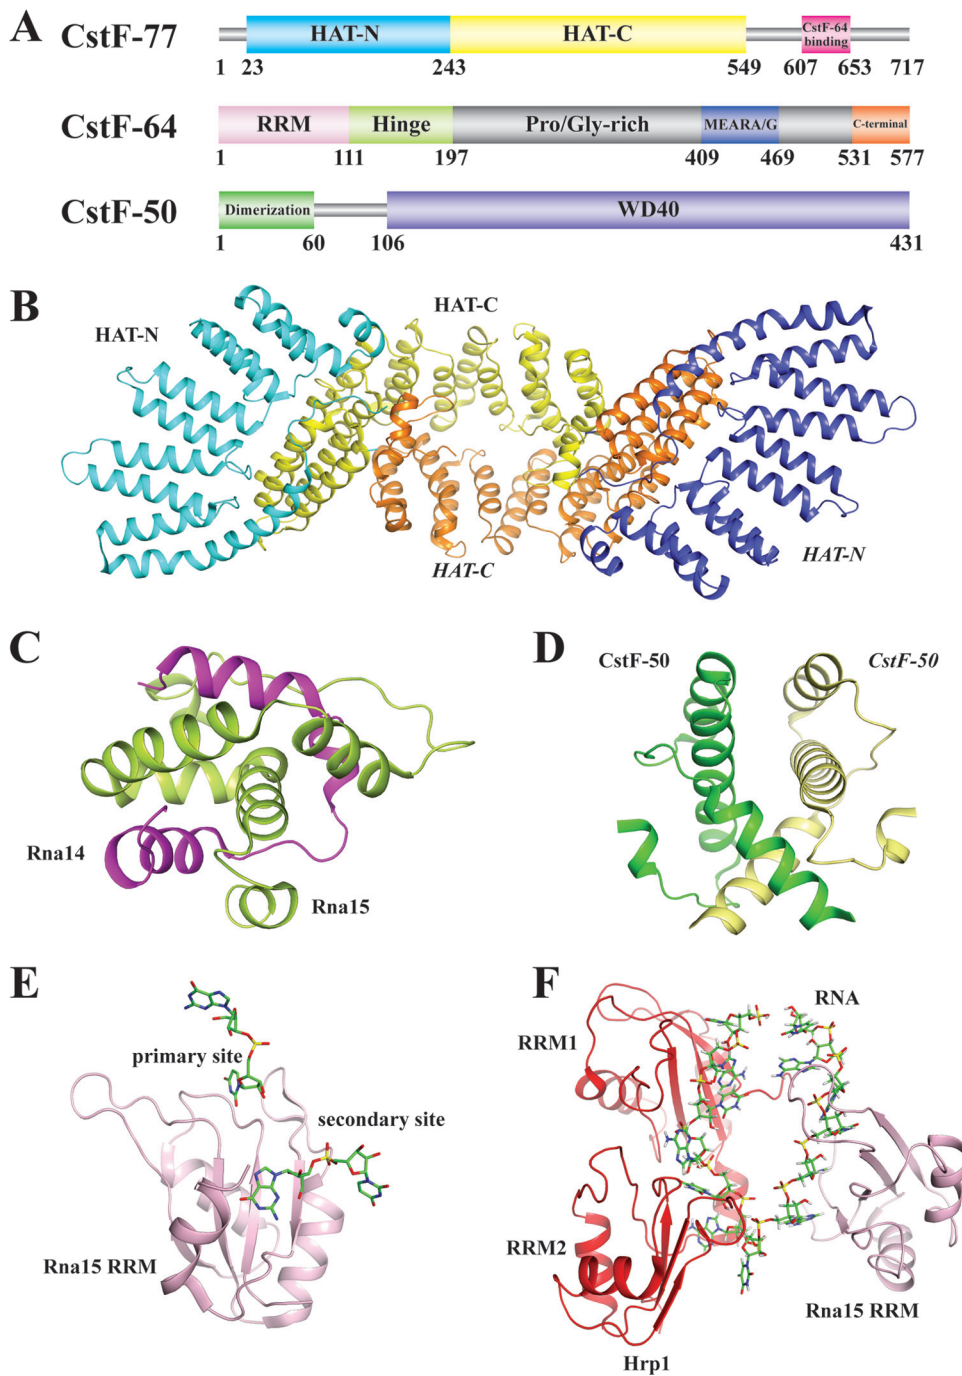 A
CstF-77
HAT-N
HAT-C
CstF-64
binding
1 23 243 549 607 653 717
CstF-64
RRM
Hinge
Pro/Gly-rich
MEARA/G
C-terminal
1 111 197 409 469 531 577
CstF-50
Dimerization
WD40
1 60 106 431
B
HAT-N
HAT-C
HAT-C
HAT-N
C
Rna14
Rna15
D
CstF-50
CstF-50
E
primary site
secondary site
Rna15 RRM
F
RNA
RRM1
RRM2
Rna15 RRM
Hrp1